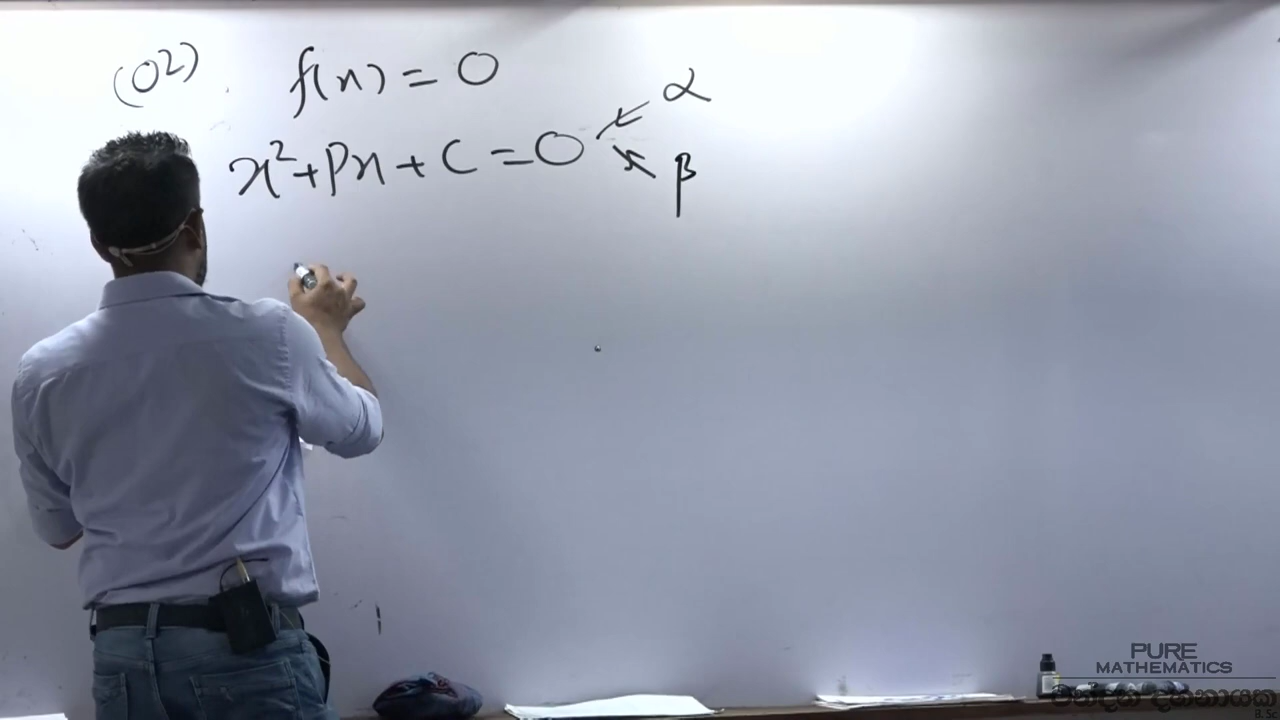 (02) f(x) = 0
x²+Px+C=0 α
β
PURE
MATHEMATICS